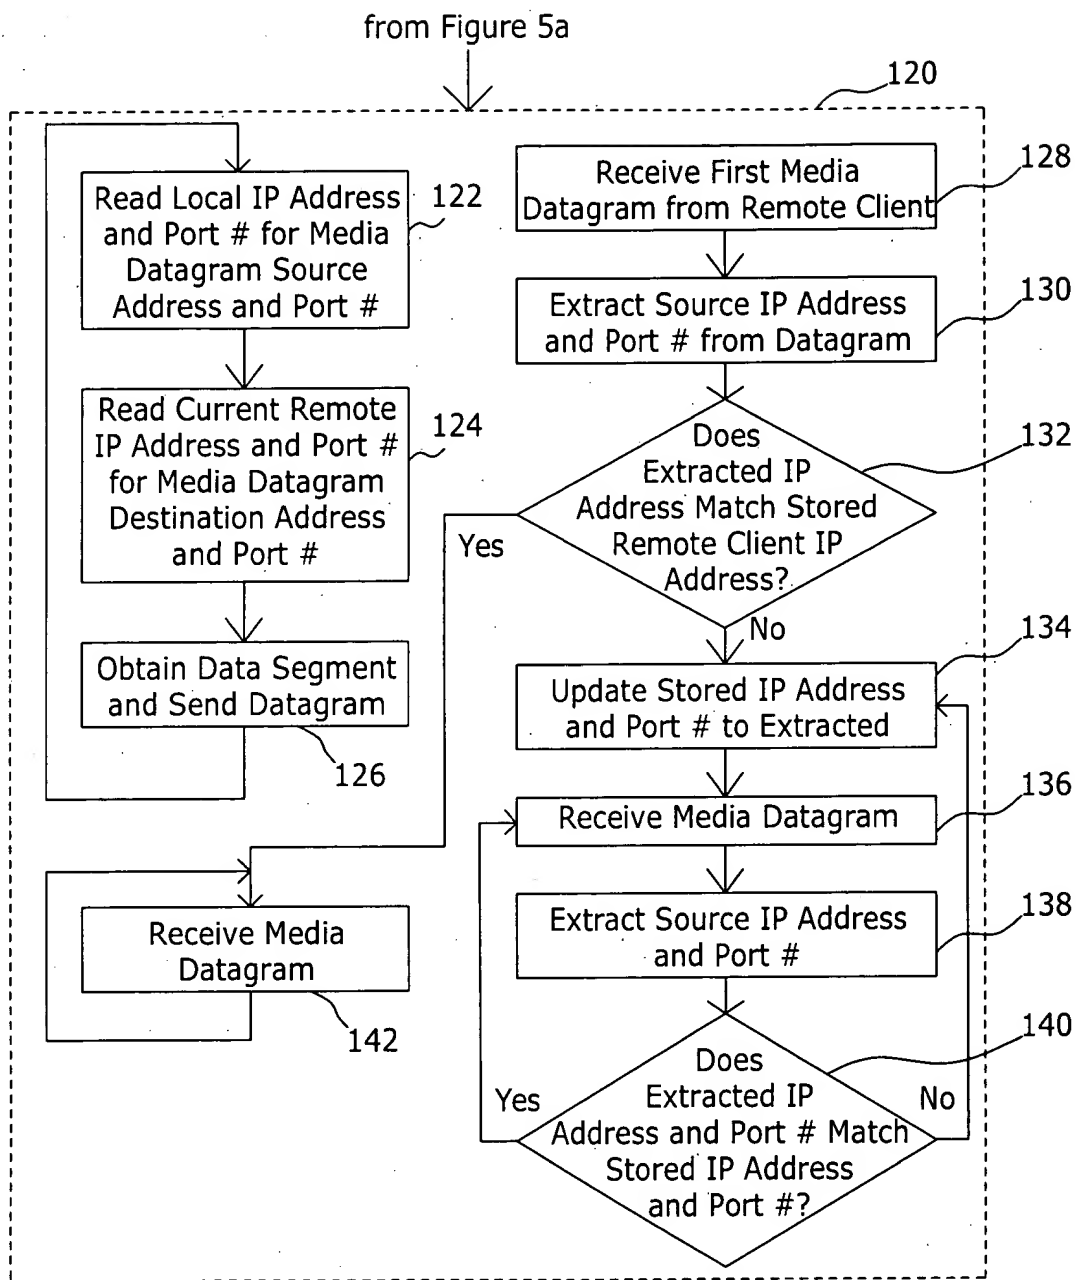 from Figure 5a
120
Read Local IP Address
and Port # for Media
Datagram Source
Address and Port #
122
Read Current Remote
IP Address and Port #
for Media Datagram
Destination Address
and Port #
124
Obtain Data Segment
and Send Datagram
126
Receive Media
Datagram
142
Receive First Media
Datagram from Remote Client
128
Extract Source IP Address
and Port # from Datagram
130
Does
Extracted IP
Address Match Stored
Remote Client IP
Address?
132
Yes
No
Update Stored IP Address
and Port # to Extracted
134
Receive Media Datagram
136
Extract Source IP Address
and Port #
138
Does
Extracted IP
Address and Port # Match
Stored IP Address
and Port #?
140
Yes
No